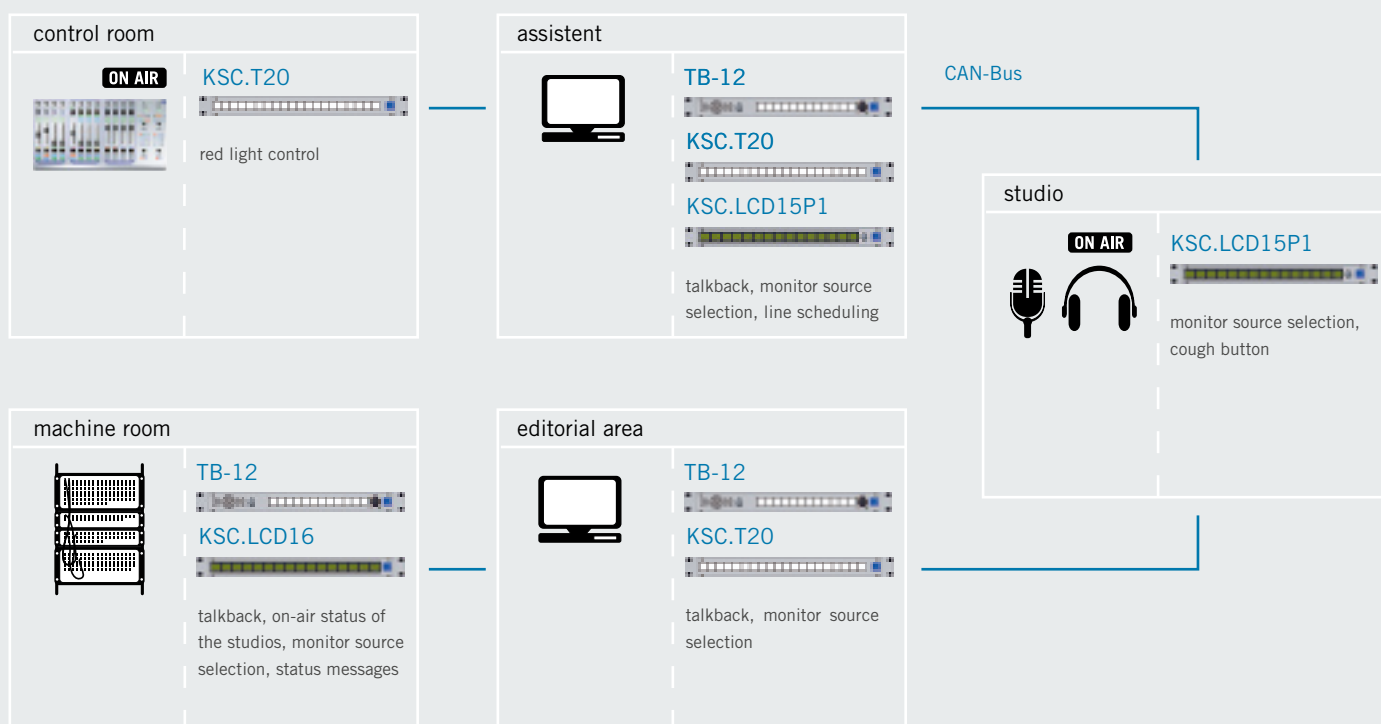 control room
ON AIR
KSC.T20
red light control
assistent
TB-12
KSC.T20
KSC.LCD15P1
talkback, monitor source
selection, line scheduling
CAN-Bus
studio
ON AIR
KSC.LCD15P1
monitor source selection,
cough button
machine room
TB-12
KSC.LCD16
talkback, on-air status of
the studios, monitor source
selection, status messages
editorial area
TB-12
KSC.T20
talkback, monitor source
selection